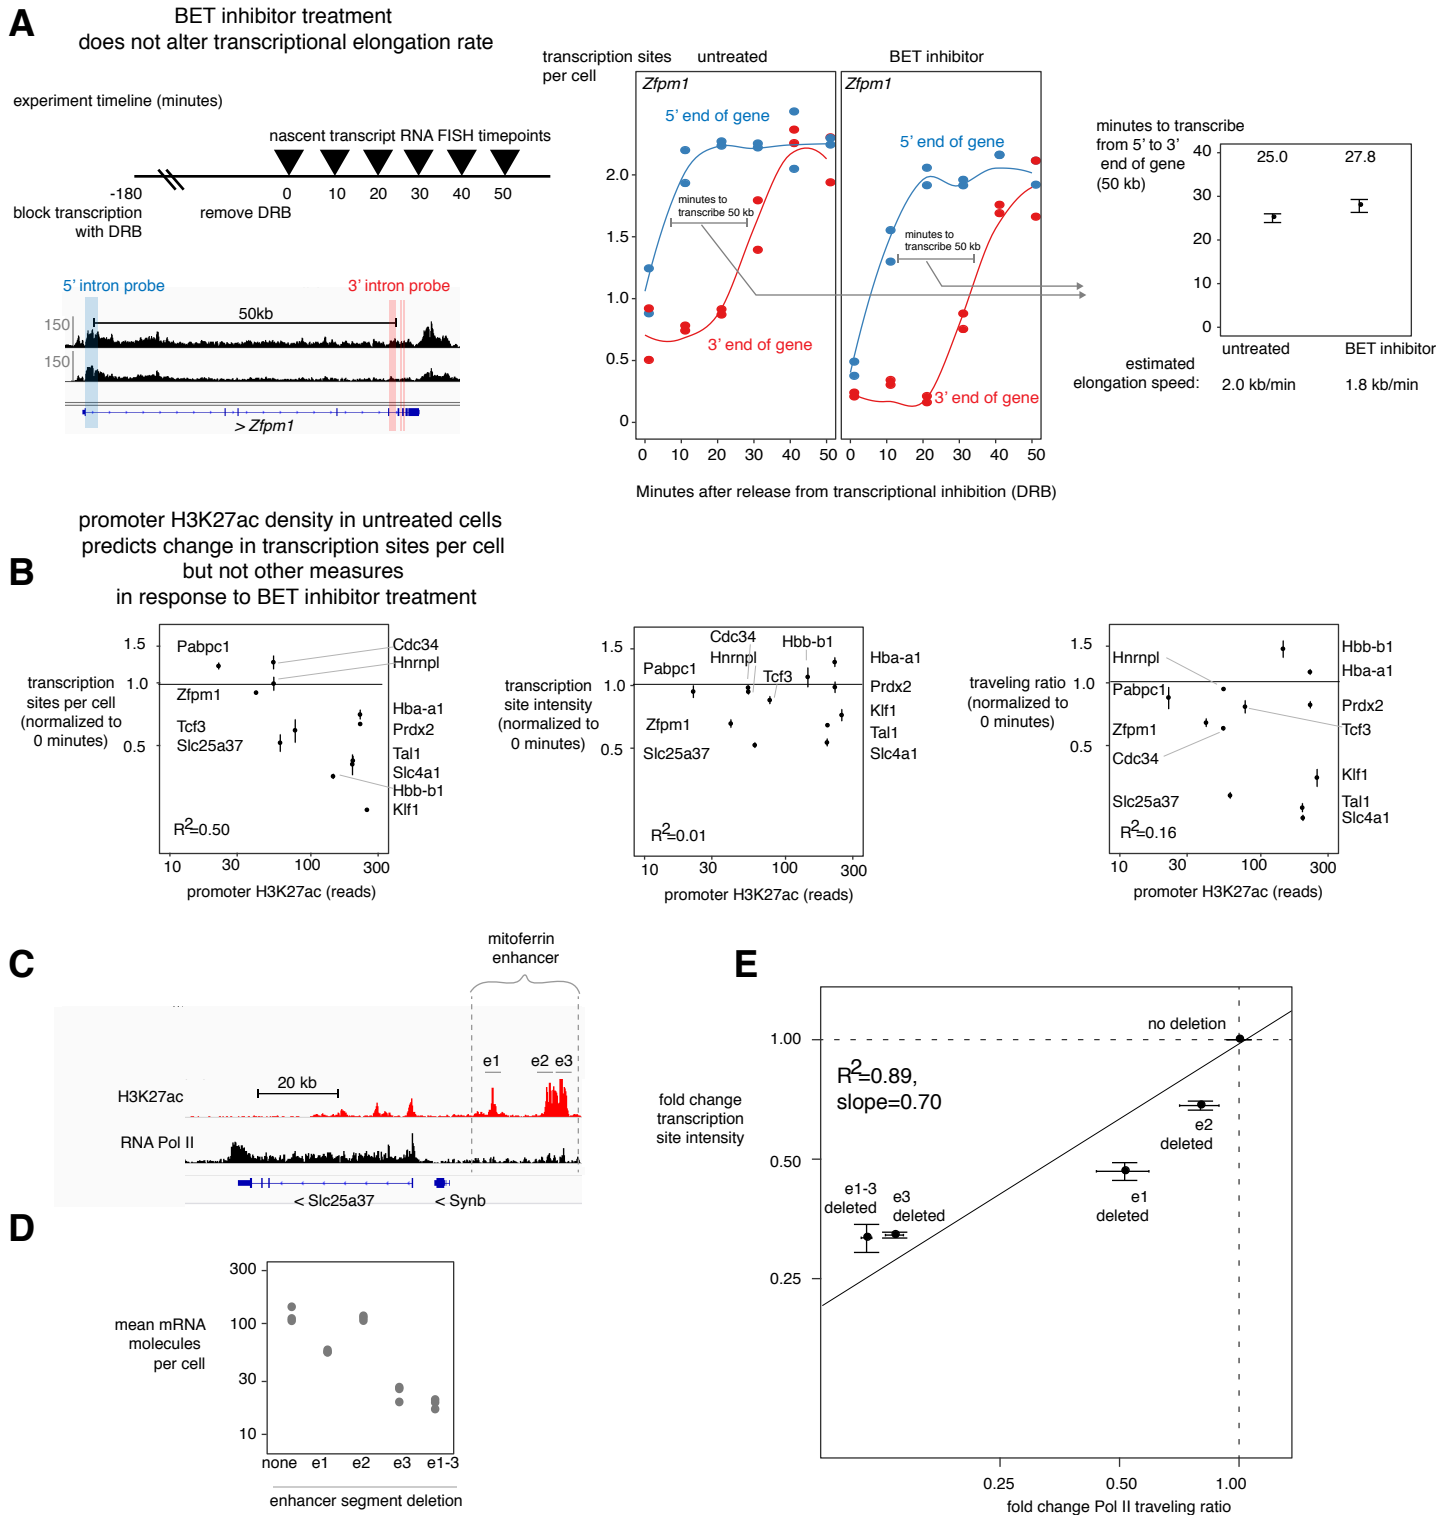 A
BET inhibitor treatment
does not alter transcriptional elongation rate
experiment timeline (minutes)
nascent transcript RNA FISH timepoints
-180
0
10
20
30
40
50
block transcription
with DRB
remove DRB
5' intron probe
3' intron probe
50kb
150
150
> Zfpm1
transcription sites
per cell
untreated
BET inhibitor
Zfpm1
Zfpm1
5' end of gene
5' end of gene
minutes to
transcribe 50 kb
minutes to
transcribe 50 kb
3' end of gene
3' end of gene
2.0
1.5
1.0
0.5
0
0 10 20 30 40 50
0 10 20 30 40 50
Minutes after release from transcriptional inhibition (DRB)
minutes to transcribe
from 5' to 3'
end of gene
(50 kb)
40
30
20
10
0
25.0
27.8
untreated
BET inhibitor
estimated
elongation speed:
2.0 kb/min
1.8 kb/min
B
promoter H3K27ac density in untreated cells
predicts change in transcription sites per cell
but not other measures
in response to BET inhibitor treatment
transcription
sites per cell
(normalized to
0 minutes)
1.5
1.0
0.5
Pabpc1
Zfpm1
Tcf3
Slc25a37
Cdc34
Hnrnpl
Hba-a1
Prdx2
Tal1
Slc4a1
Hbb-b1
Klf1
R2=0.50
10 30 100 300
promoter H3K27ac (reads)
transcription
site intensity
(normalized to
0 minutes)
1.5
1.0
0.5
Cdc34
Hbb-b1
Hnrnpl
Pabpc1
Tcf3
Zfpm1
Slc25a37
Hba-a1
Prdx2
Klf1
Tal1
Slc4a1
R2=0.01
10 30 100 300
promoter H3K27ac (reads)
traveling ratio
(normalized to
0 minutes)
1.5
1.0
0.5
Hnrnpl
Pabpc1
Zfpm1
Cdc34
Slc25a37
Hbb-b1
Hba-a1
Prdx2
Tcf3
Klf1
Tal1
Slc4a1
R2=0.16
10 30 100 300
promoter H3K27ac (reads)
C
mitoferrin
enhancer
e1
e2
e3
20 kb
H3K27ac
RNA Pol II
< Slc25a37
< Synb
D
mean mRNA
molecules
per cell
300
100
30
10
none e1 e2 e3 e1-3
enhancer segment deletion
E
fold change
transcription
site intensity
1.00
0.50
0.25
R2=0.89,
slope=0.70
no deletion
e2
deleted
e1
deleted
e1-3
deleted
e3
deleted
0.25 0.50 1.00
fold change Pol II traveling ratio